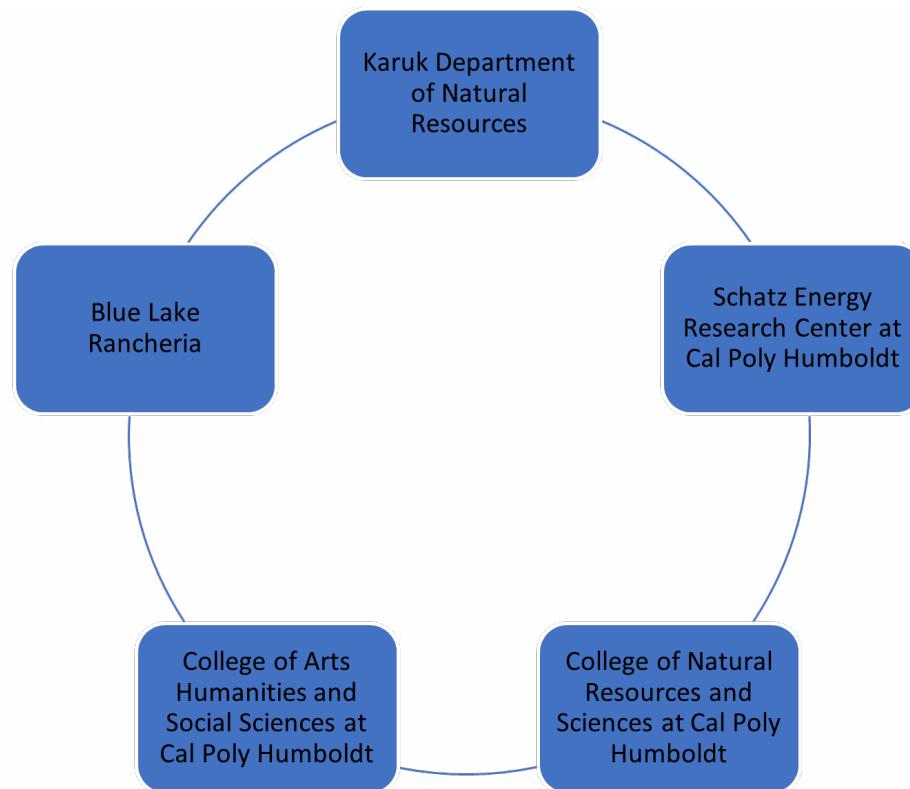 Karuk Department
of Natural
Resources
Schatz Energy
Research Center at
Cal Poly Humboldt
College of Natural
Resources and
Sciences at Cal Poly
Humboldt
College of Arts
Humanities and
Social Sciences at
Cal Poly Humboldt
Blue Lake
Rancheria